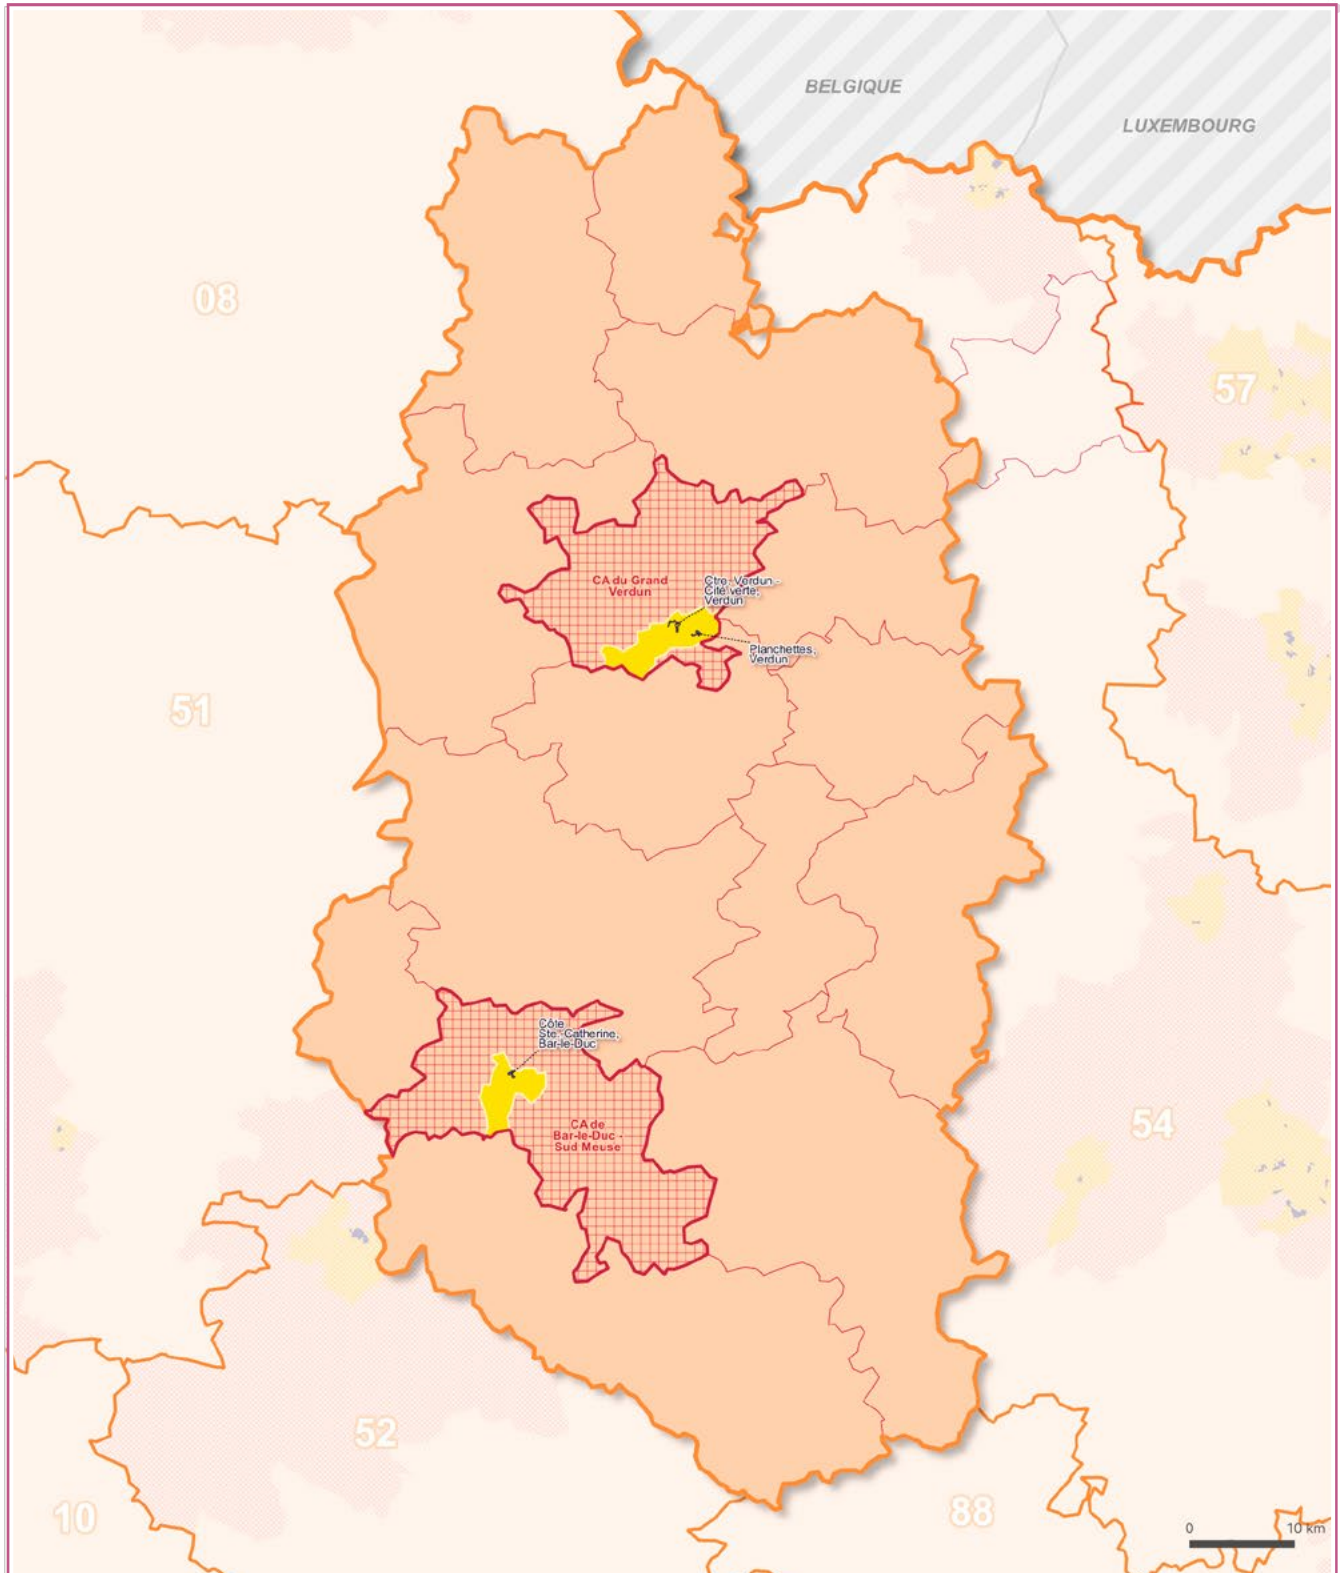 BELGIQUE
LUXEMBOURG
08
57
CA du Grand
Verdun
Ctre. Verdun -
Cité verte,
Verdun
Planchettes,
Verdun
51
Côte
Ste. Catherine,
Bar-le-Duc
CA de
Bar-le-Duc -
Sud Meuse
54
52
10
88
0
10 km